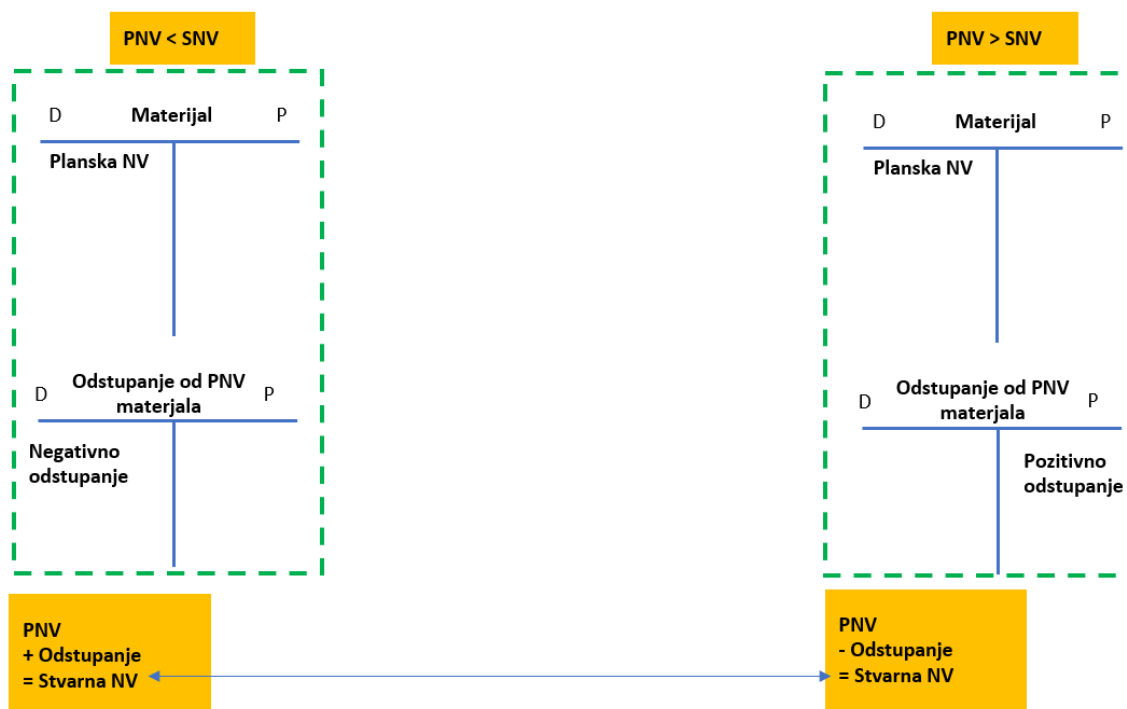 PNV < SNV
D Materijal P
Planska NV
Odstupanje od PNV
D materjala P
Negativno
odstupanje
PNV
+ Odstupanje
= Stvarna NV
PNV > SNV
D Materijal P
Planska NV
Odstupanje od PNV
D materjala P
Pozitivno
odstupanje
PNV
- Odstupanje
= Stvarna NV